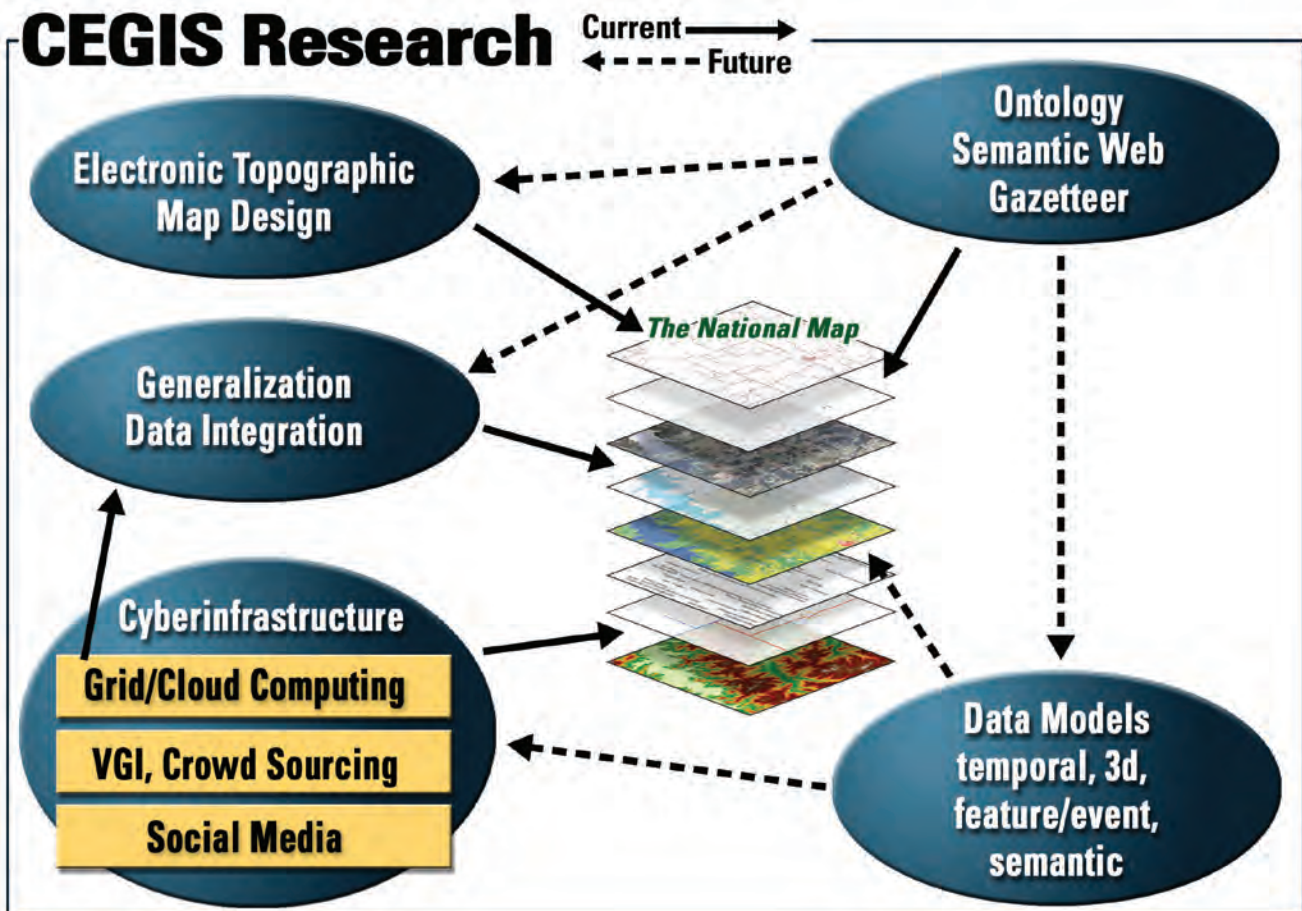 CEGIS Research
Current
Future
Electronic Topographic
Map Design
Ontology
Semantic Web
Gazetteer
The National Map
Generalization
Data Integration
Cyberinfrastructure
Grid/Cloud Computing
VGI, Crowd Sourcing
Social Media
Data Models
temporal, 3d,
feature/event,
semantic